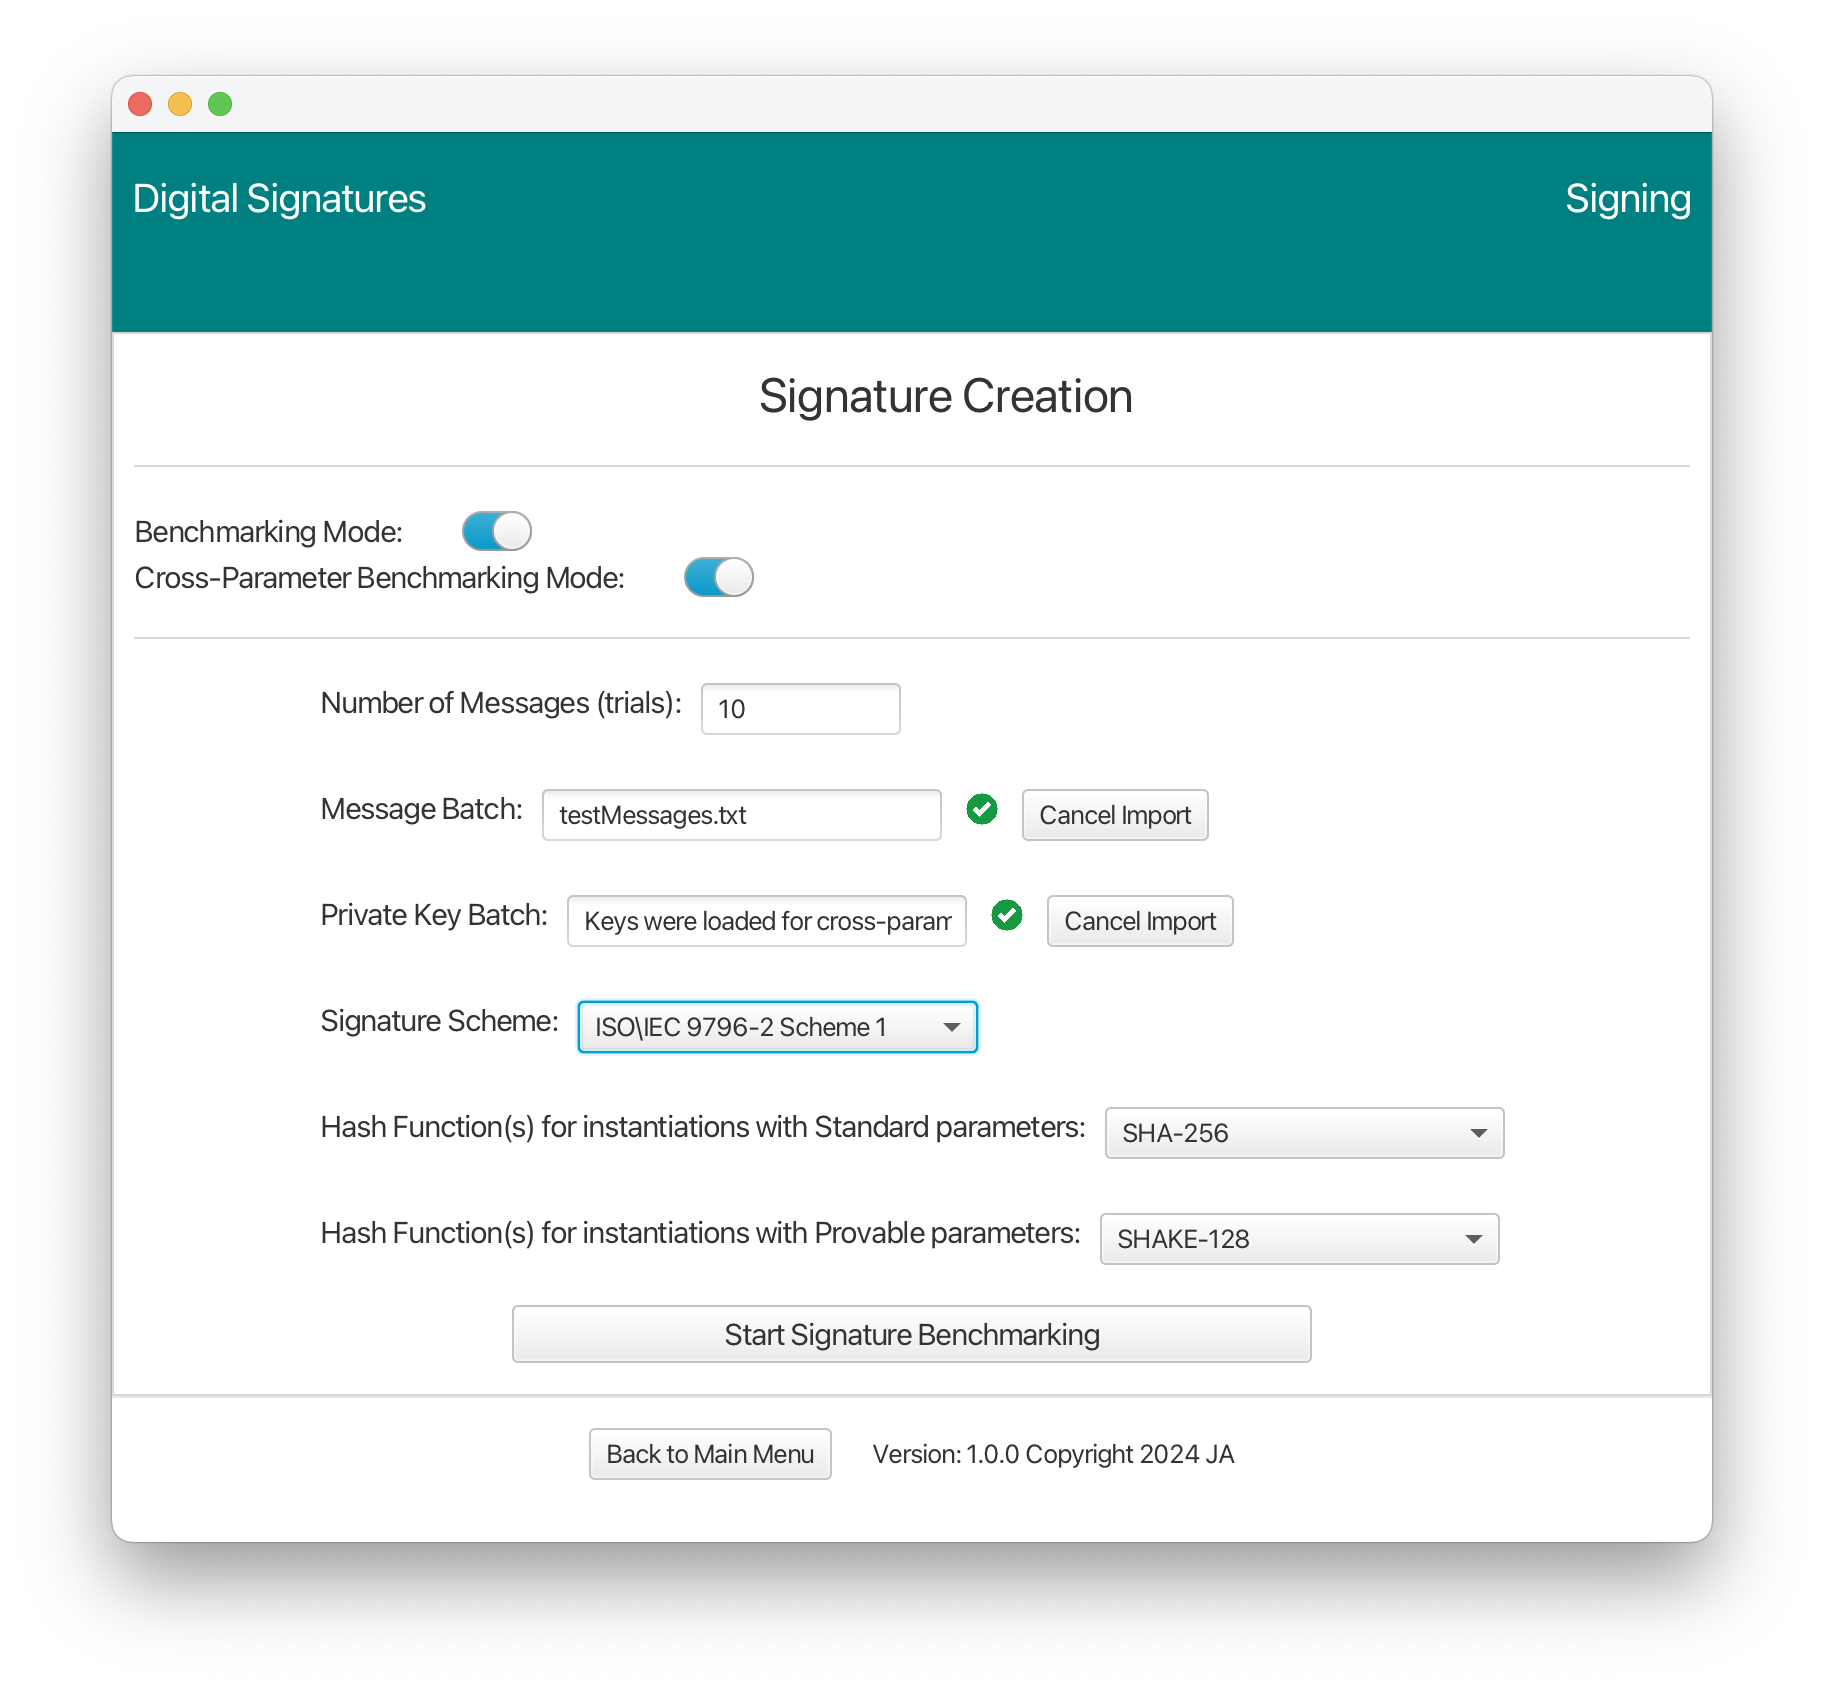 Digital Signatures
Signing
Signature Creation
Benchmarking Mode:
Cross-Parameter Benchmarking Mode:
Number of Messages (trials): 10
Message Batch: testMessages.txt Cancel Import
Private Key Batch: Keys were loaded for cross-param Cancel Import
Signature Scheme: ISO\IEC 9796-2 Scheme 1
Hash Function(s) for instantiations with Standard parameters: SHA-256
Hash Function(s) for instantiations with Provable parameters: SHAKE-128
Start Signature Benchmarking
Back to Main Menu Version: 1.0.0 Copyright 2024 JA